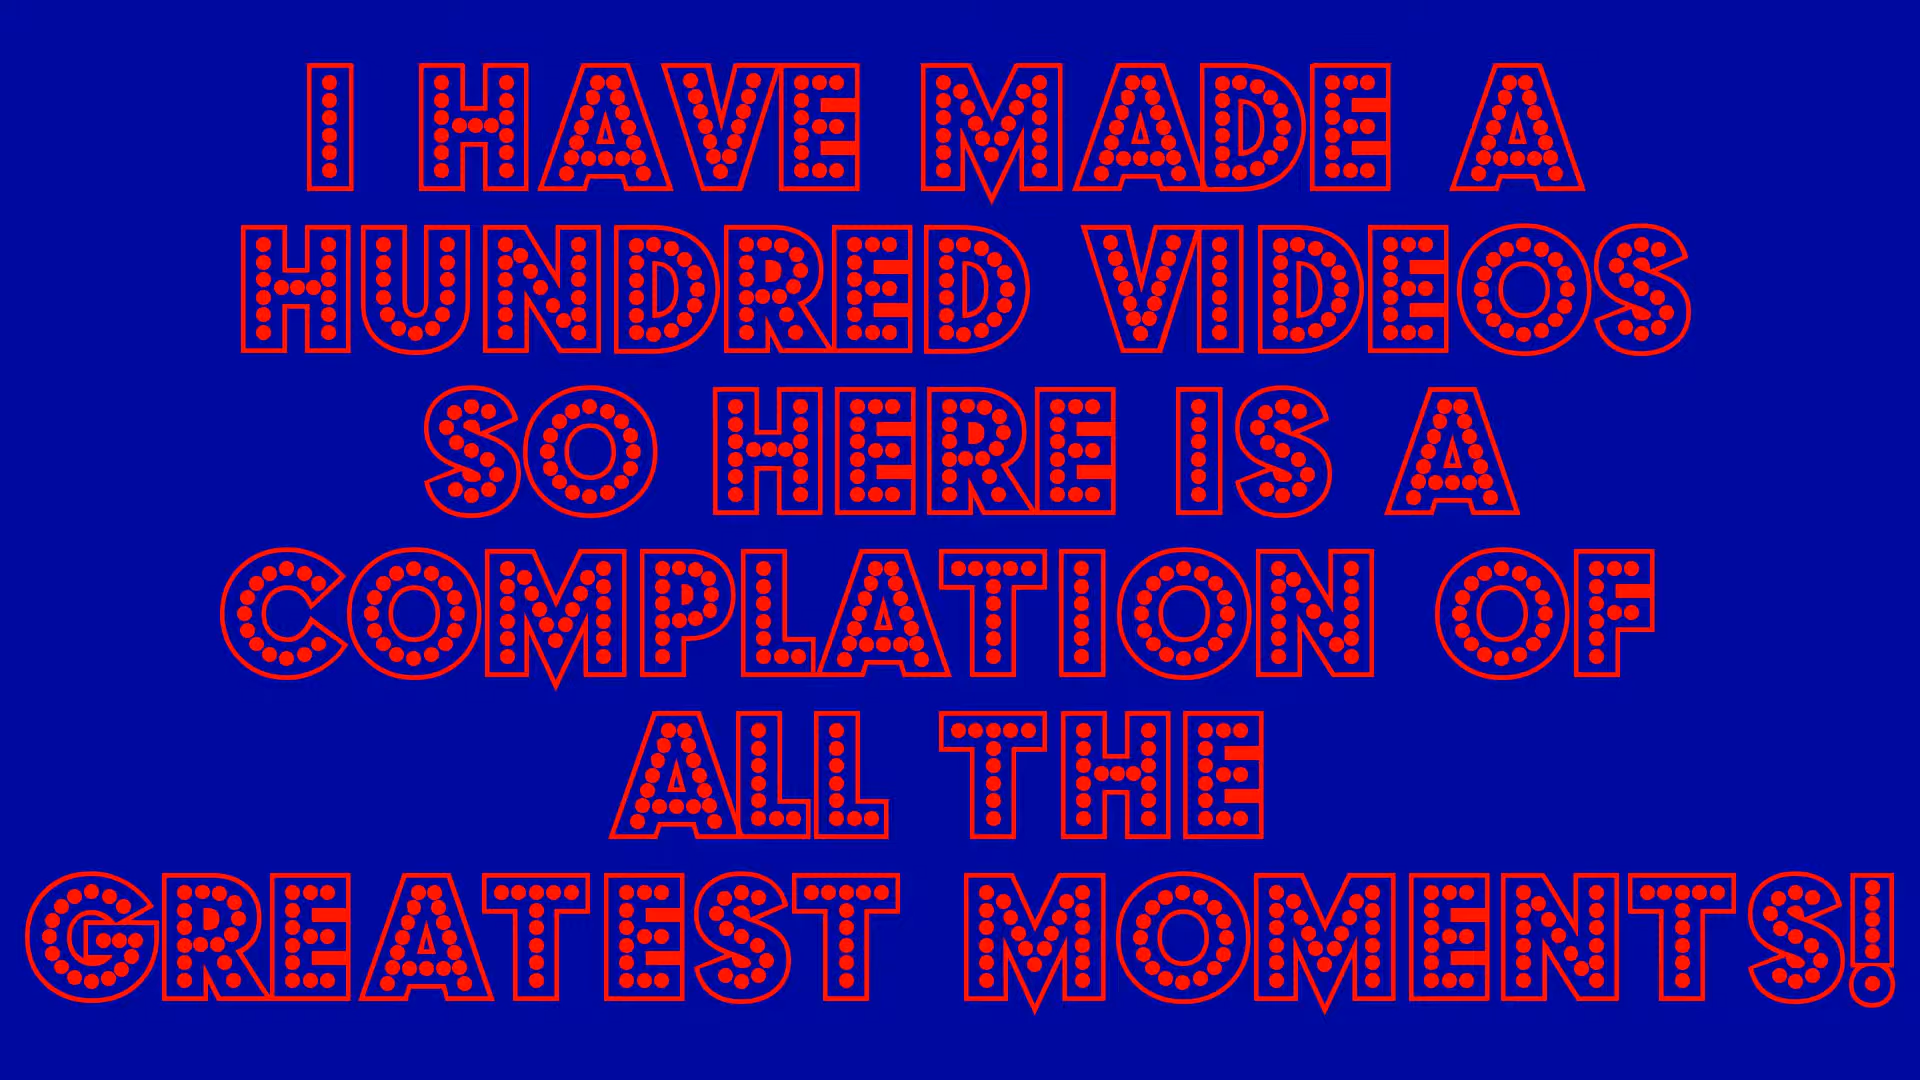 I HAVE MADE A
HUNDRED VIDEOS
SO HERE IS A
COMPLATION OF
ALL THE
GREATEST MOMENTS!